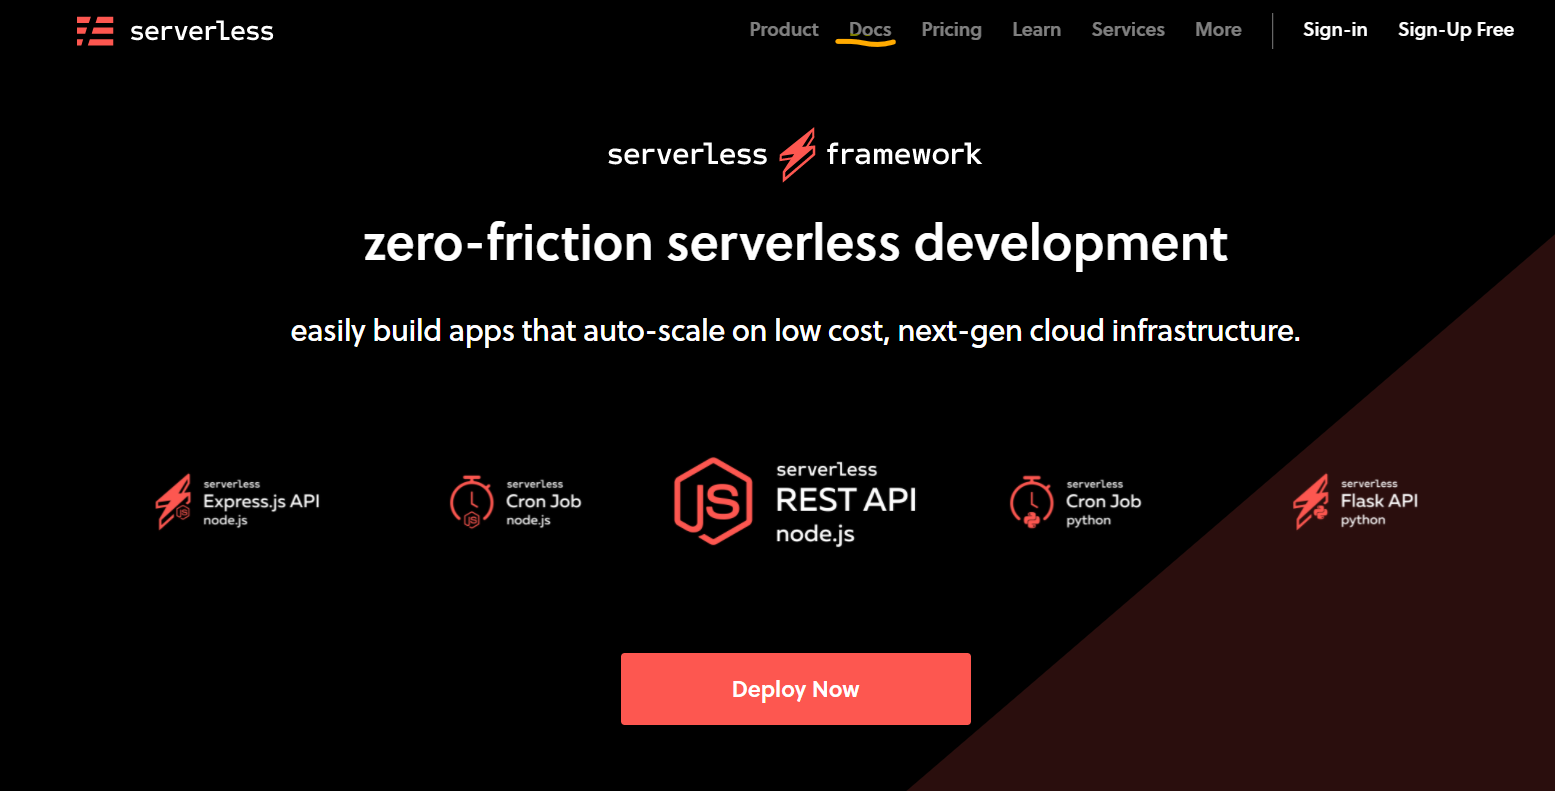 serverless
Product Docs Pricing Learn Services More Sign-in Sign-Up Free
serverless framework
zero-friction serverless development
easily build apps that auto-scale on low cost, next-gen cloud infrastructure.
serverless
Express.js API
node.js
serverless
Cron Job
node.js
JS
serverless
REST API
node.js
serverless
Cron Job
python
serverless
Flask API
python
Deploy Now